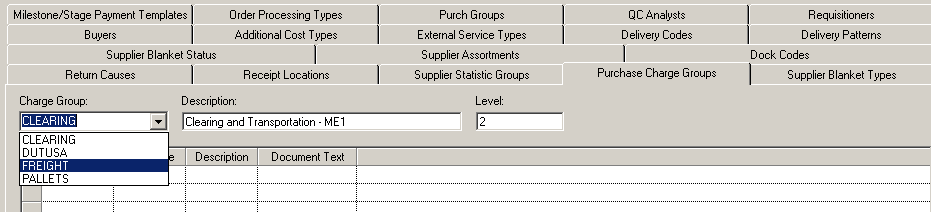 Milestone/Stage Payment Templates Order Processing Types Purch Groups QC Analysts Requisitioners
Buyers Additional Cost Types External Service Types Delivery Codes Delivery Patterns
Supplier Blanket Status Supplier Assortments Dock Codes
Return Causes Receipt Locations Supplier Statistic Groups Purchase Charge Groups Supplier Blanket Types
Charge Group: Description: Level:
CLEARING Clearing and Transportation - ME1 2
CLEARING
DUTUSA
FREIGHT
PALLETS
Description Document Text